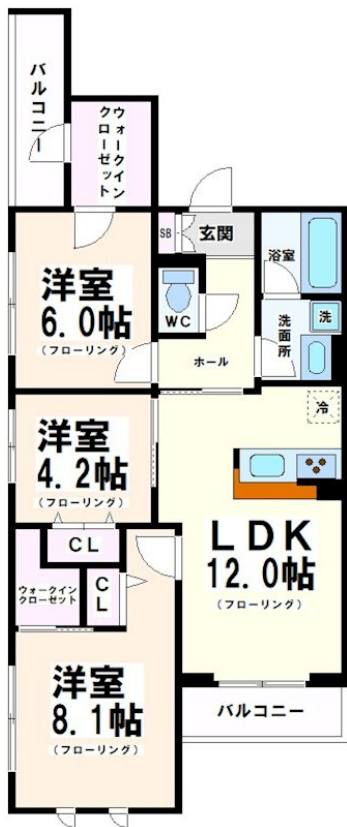 バルコニー
ウォークイン
クローゼット
SB
玄関
浴室
洋室
6.0帖
(フローリング)
WC
ホール
洗面所
洗
冷
洋室
4.2帖
(フローリング)
CL
LDK
12.0帖
(フローリング)
ウォークイン
クローゼット
CL
洋室
8.1帖
(フローリング)
バルコニー